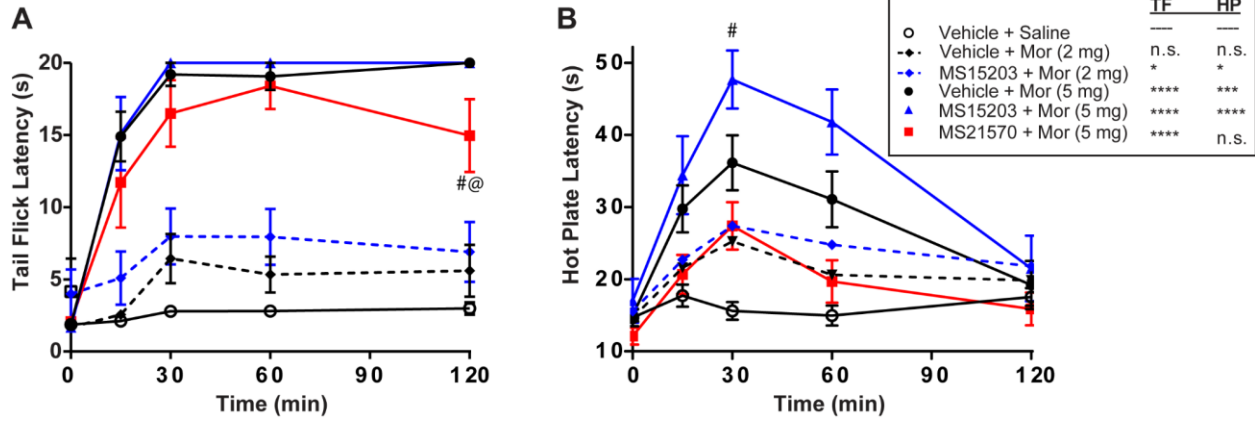 A
Tail Flick Latency (s)
20
15
10
5
0
0 30 60 90 120
Time (min)
#@
B
Hot Plate Latency (s)
50
40
30
20
10
0 30 60 90 120
Time (min)
#
TF HP
---- ----
Vehicle + Saline
Vehicle + Mor (2 mg) n.s. n.s.
MS15203 + Mor (2 mg) * *
Vehicle + Mor (5 mg) **** ***
MS15203 + Mor (5 mg) **** ****
MS21570 + Mor (5 mg) **** n.s.